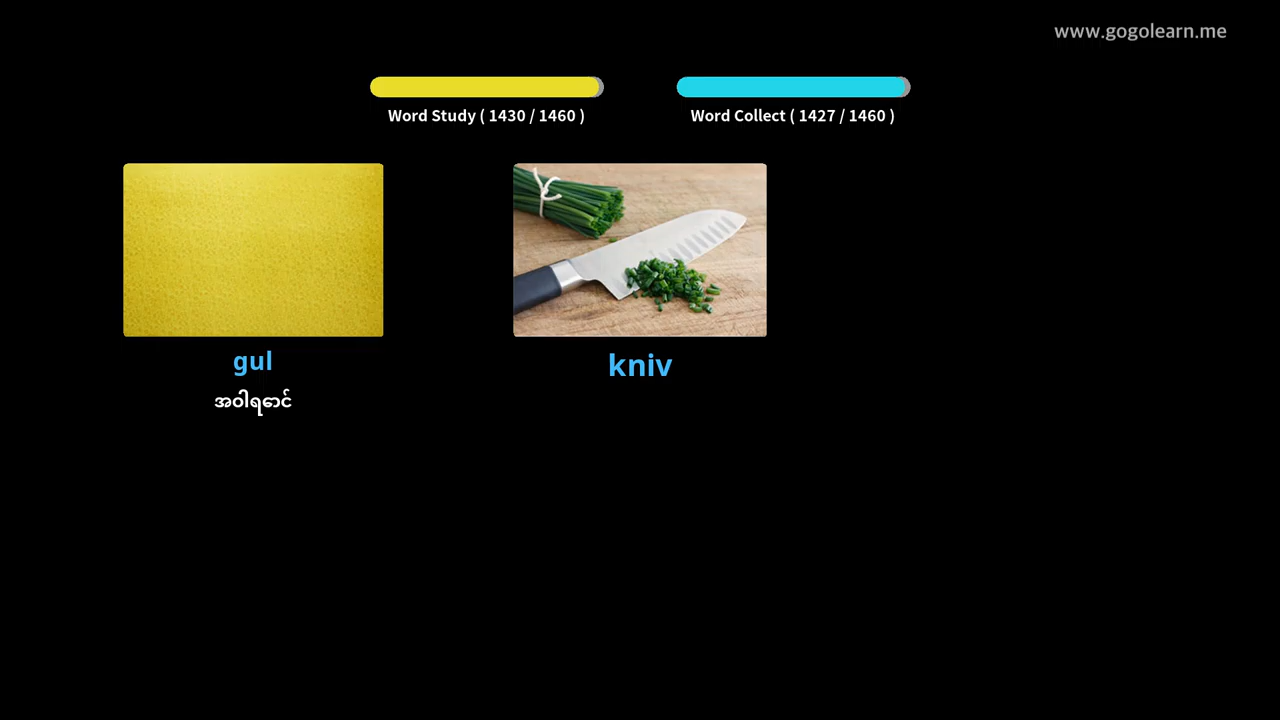 www.gogolearn.me
Word Study ( 1430 / 1460 )
Word Collect ( 1427 / 1460 )
gul
kniv
အဝါရောင်